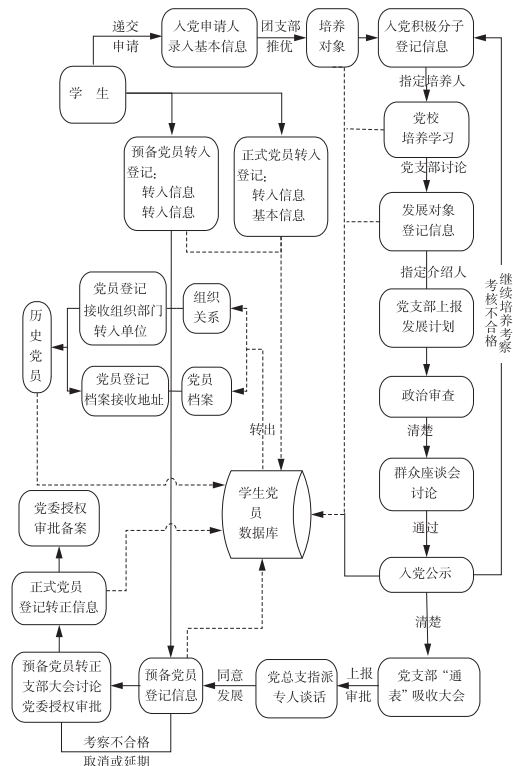 递交
申请
入党申请人
录入基本信息
团支部
推优
培养
对象
入党积极分子
登记信息
学 生
指定培养人
党校
培养学习
预备党员转入
登记：
转入信息
转入信息
正式党员转入
登记：
转入信息
基本信息
党支部讨论
发展对象
登记信息
指定介绍人
继续培养考察
考核不合格
党员登记
接收组织部门
转入单位
组织
关系
党支部上报
发展计划
历史党员
党员登记
档案接收地址
党员
档案
政治审查
转出
清楚
群众座谈会
讨论
学生党
员
数据库
党委授权
审批备案
通过
正式党员
登记转正信息
入党公示
清楚
预备党员转正
支部大会讨论
党委授权审批
预备党员
登记信息
同意
发展
党总支指派
专人谈话
上报
审批
党支部“通
表”吸收大会
考察不合格
取消或延期